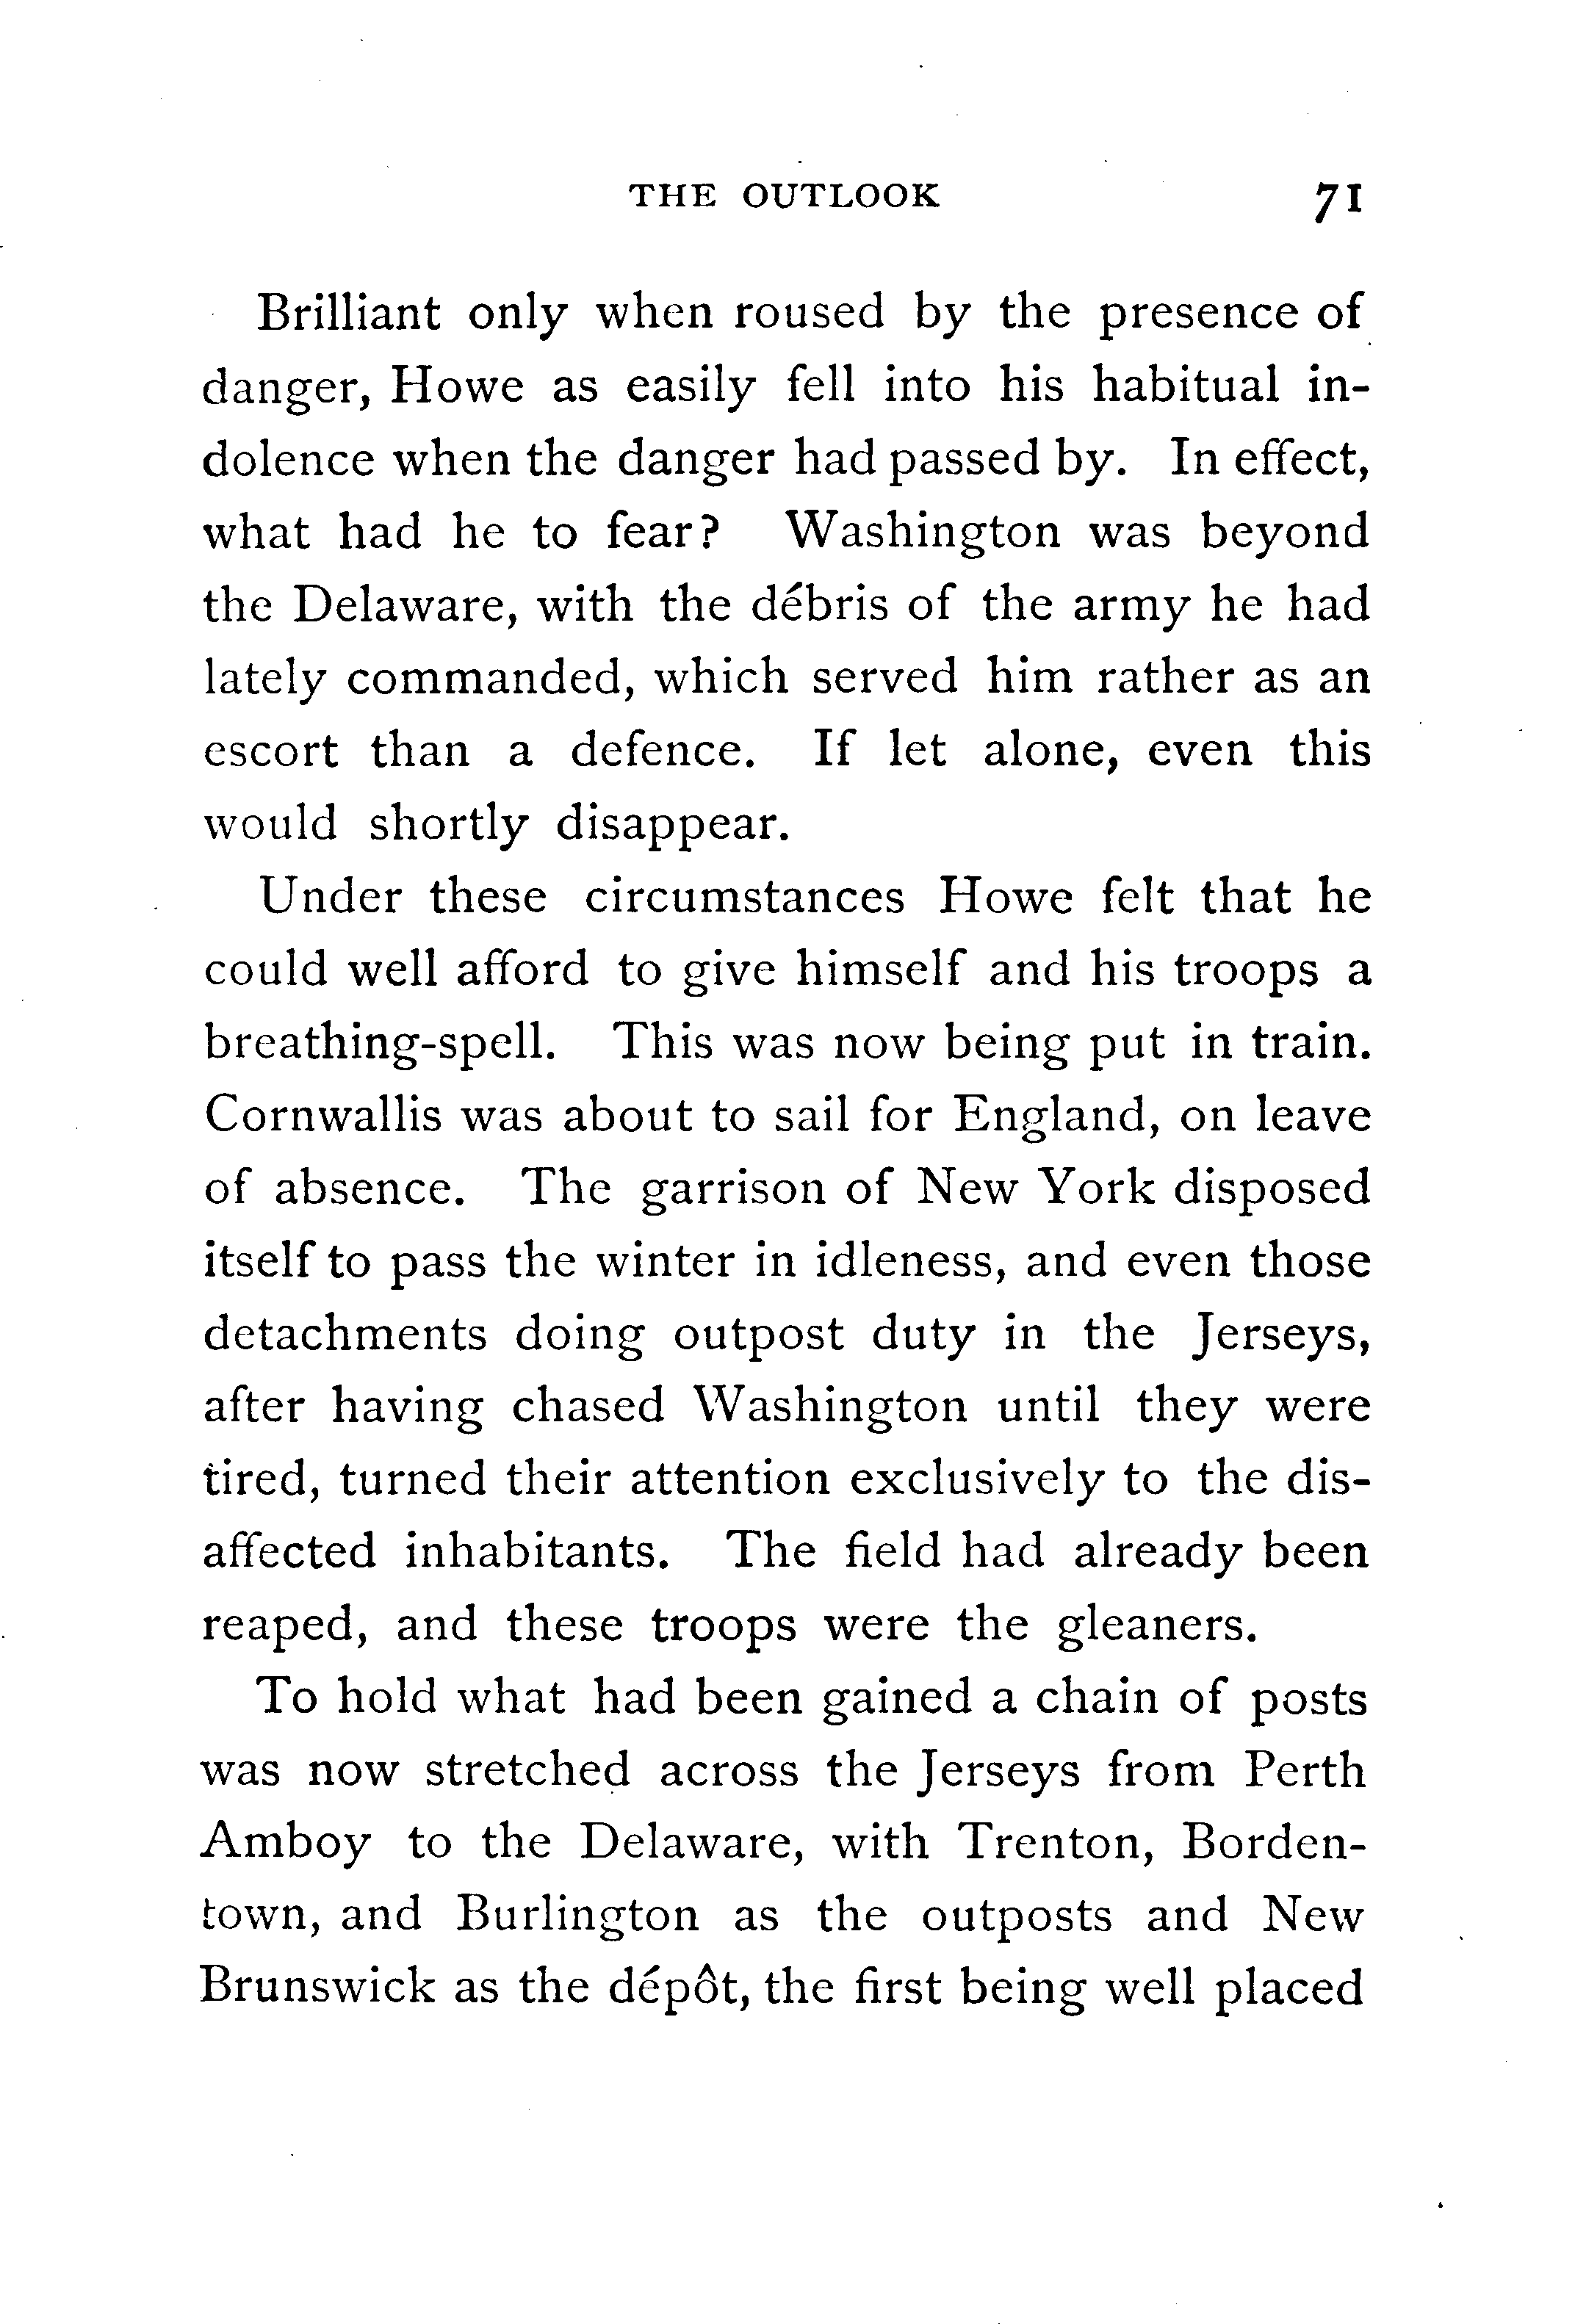 THE OUTLOOK 71
Brilliant only when roused by the presence of
danger, Howe as easily fell into his habitual in-
dolence when the danger had passed by. In effect,
what had he to fear? Washington was beyond
the Delaware, with the débris of the army he had
lately commanded, which served him rather as an
escort than a defence. If let alone, even this
would shortly disappear.
Under these circumstances Howe felt that he
could well afford to give himself and his troops a
breathing-spell. This was now being put in train.
Cornwallis was about to sail for England, on leave
of absence. The garrison of New York disposed
itself to pass the winter in idleness, and even those
detachments doing outpost duty in the Jerseys,
after having chased Washington until they were
tired, turned their attention exclusively to the dis-
affected inhabitants. The field had already been
reaped, and these troops were the gleaners.
To hold what had been gained a chain of posts
was now stretched across the Jerseys from Perth
Amboy to the Delaware, with Trenton, Borden-
town, and Burlington as the outposts and New
Brunswick as the dépôt, the first being well placed